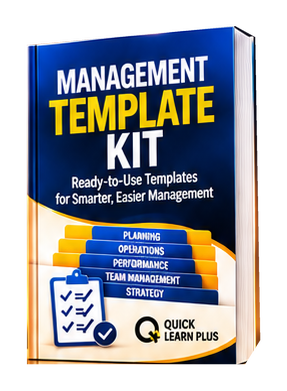 MANAGEMENT
TEMPLATE
KIT
Ready-to-Use Templates
for Smarter, Easier Management
PLANNING
OPERATIONS
PERFORMANCE
TEAM MANAGEMENT
STRATEGY
QUICK
LEARN PLUS